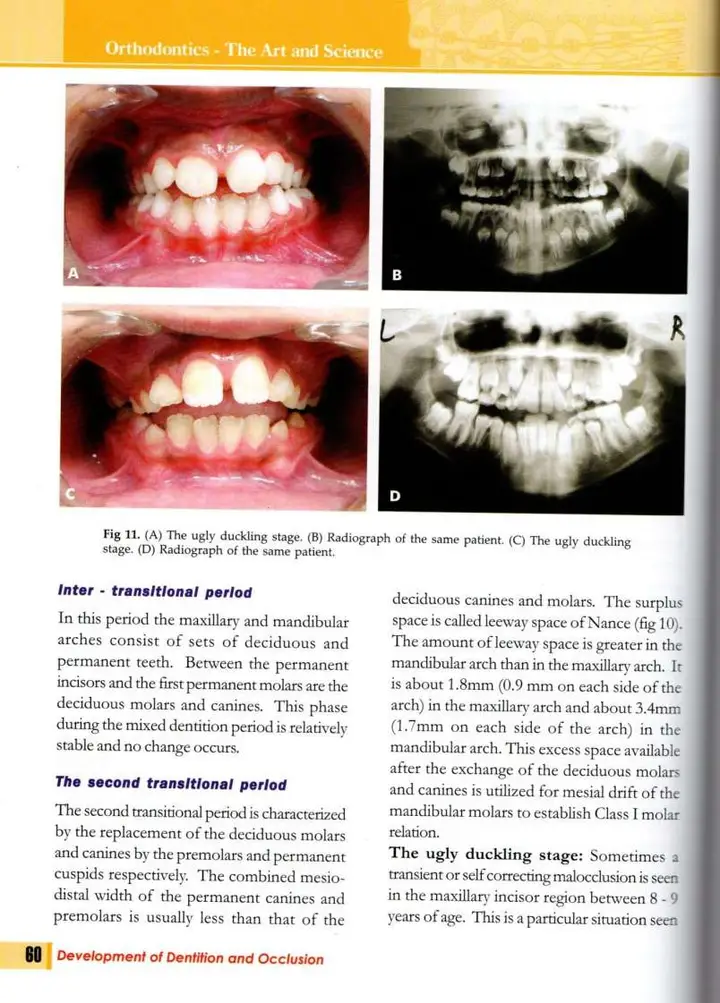 Orthodontics - The Art and Science
A
B
L
R
C
D
Fig 11. (A) The ugly duckling stage. (B) Radiograph of the same patient. (C) The ugly duckling
stage. (D) Radiograph of the same patient.
Inter - transitional period
In this period the maxillary and mandibular
arches consist of sets of deciduous and
permanent teeth. Between the permanent
incisors and the first permanent molars are the
deciduous molars and canines. This phase
during the mixed dentition period is relatively
stable and no change occurs.
The second transitional period
The second transitional period is characterized
by the replacement of the deciduous molars
and canines by the premolars and permanent
cuspids respectively. The combined mesio-
distal width of the permanent canines and
premolars is usually less than that of the
deciduous canines and molars. The surplus
space is called leeway space of Nance (fig 10).
The amount of leeway space is greater in the
mandibular arch than in the maxillary arch. It
is about 1.8mm (0.9 mm on each side of the
arch) in the maxillary arch and about 3.4mm
(1.7mm on each side of the arch) in the
mandibular arch. This excess space available
after the exchange of the deciduous molars
and canines is utilized for mesial drift of the
mandibular molars to establish Class I molar
relation.
The ugly duckling stage: Sometimes a
transient or self correcting malocclusion is seen
in the maxillary incisor region between 8 - 9
years of age. This is a particular situation seen
60 Development of Dentition and Occlusion